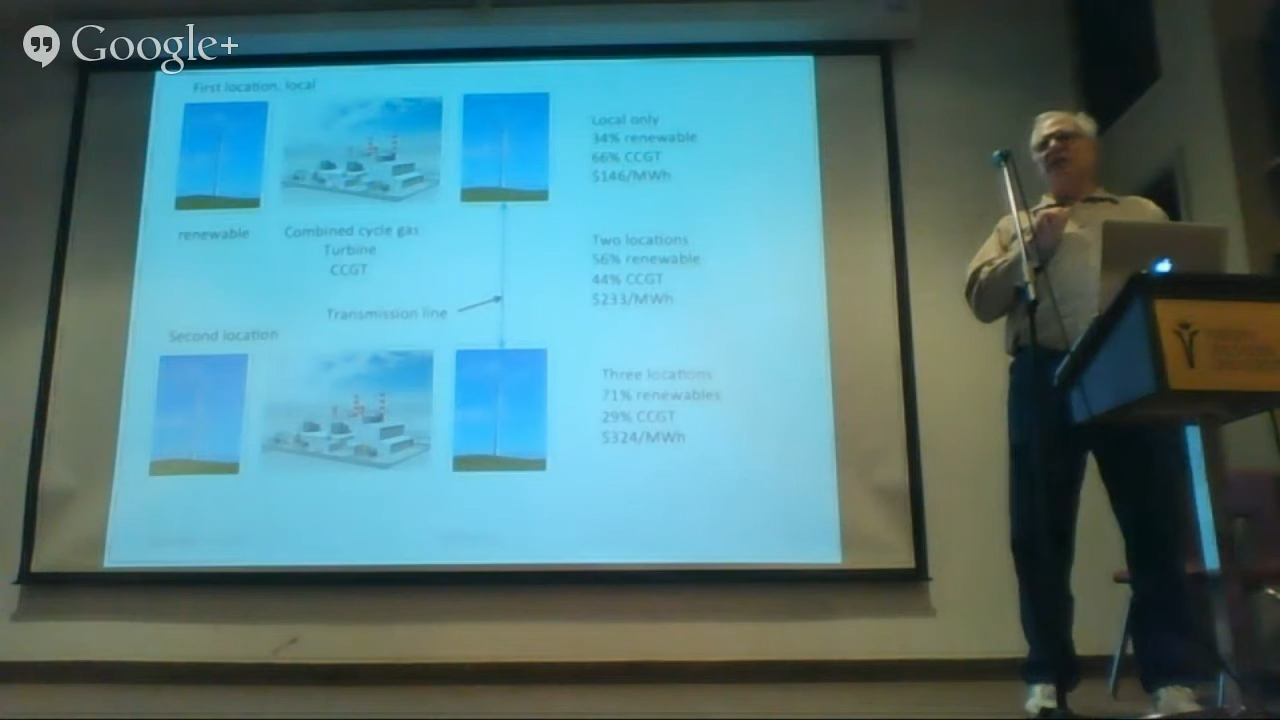 Google+
First location, local
Local only
34% renewable
66% CCGT
$146/MWh
renewable
Combined cycle gas
Turbine
CCGT
Two locations
56% renewable
44% CCGT
$233/MWh
Transmission line
Second location
Three locations
71% renewables
29% CCGT
$324/MWh